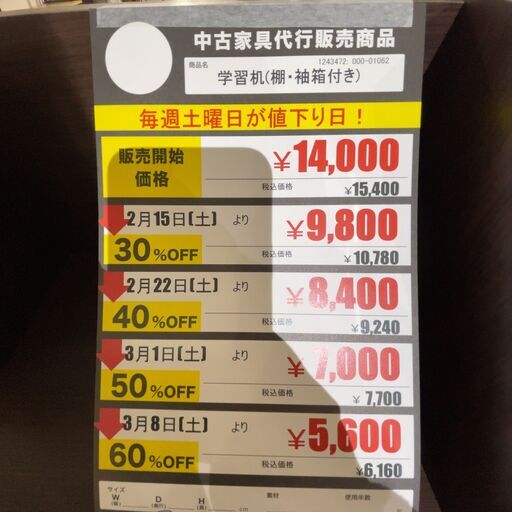 中古家具代行販売商品
商品名
1243472: 000-01062
学習机(棚・袖箱付き)
毎週土曜日が値下り日！
販売開始
価格
¥14,000
税込価格
¥15,400
2月15日(土) より
30%OFF
¥9,800
税込価格
¥10,780
2月22日(土) より
40%OFF
¥8,400
税込価格
¥9,240
3月1日(土) より
50%OFF
¥7,000
税込価格
¥7,700
3月8日(土) より
60%OFF
¥5,600
税込価格
¥6,160
サイズ
W
(幅)
D
(奥行)
H
(高)
cm
素材
使用年数